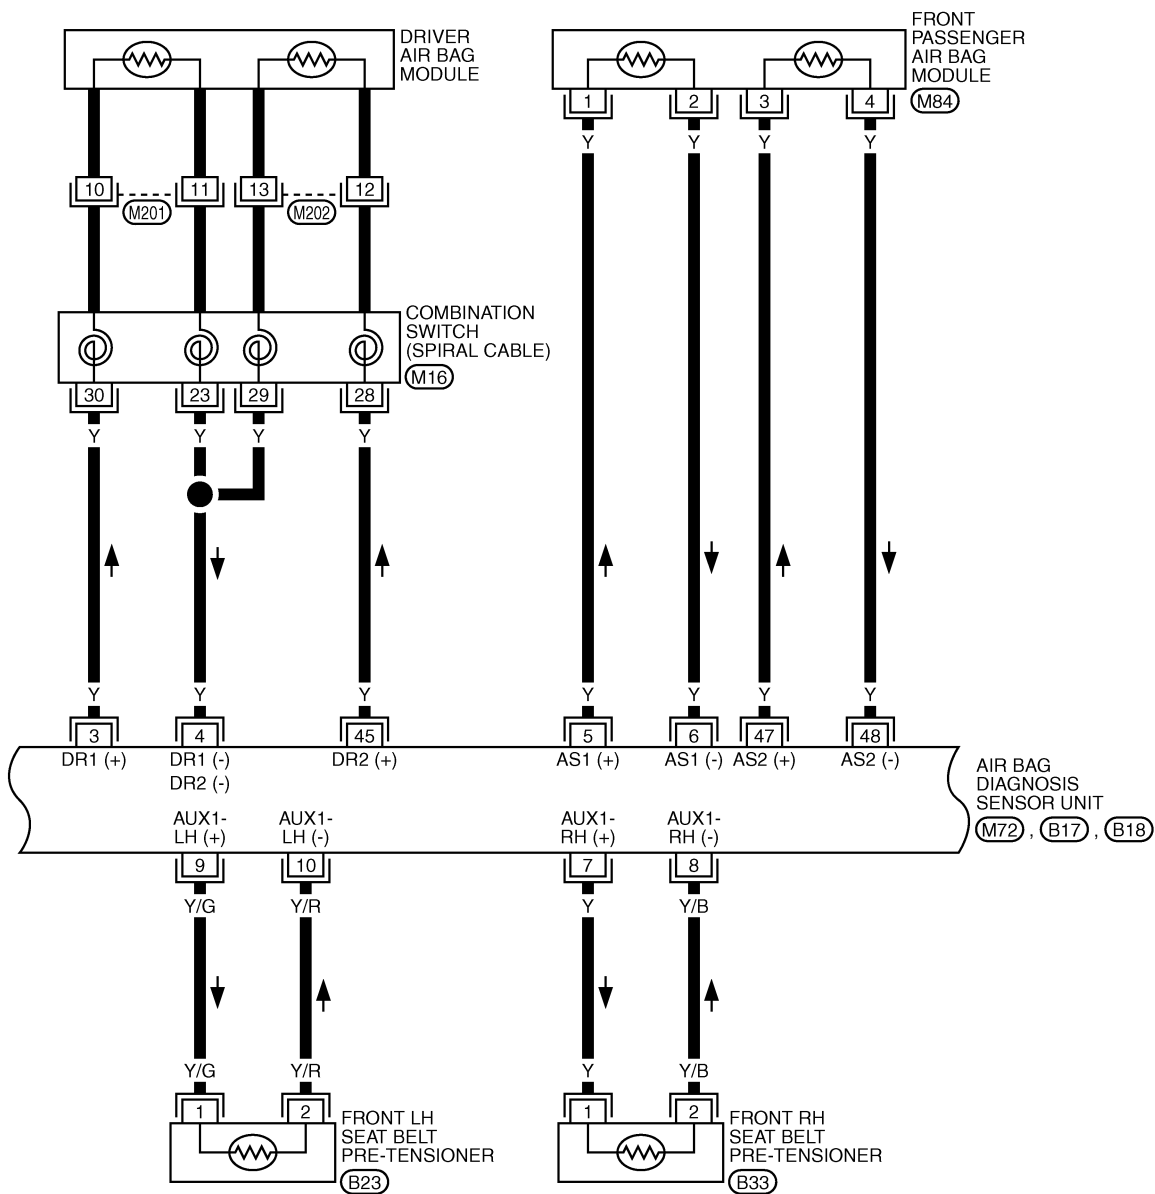 DRIVER
AIR BAG
MODULE
FRONT
PASSENGER
AIR BAG
MODULE
M84
1 2 3 4
Y Y Y Y
10 11 13 12
M201 M202
COMBINATION
SWITCH
(SPIRAL CABLE)
M16
30 23 29 28
Y Y Y Y
Y Y Y Y Y Y Y
3 4 45 5 6 47 48
DR1 (+) DR1 (-) DR2 (+) AS1 (+) AS1 (-) AS2 (+) AS2 (-)
DR2 (-)
AIR BAG
DIAGNOSIS
SENSOR UNIT
M72 , B17 , B18
AUX1- AUX1- AUX1- AUX1-
LH (+) LH (-) RH (+) RH (-)
9 10 7 8
Y/G Y/R Y Y/B
Y/G Y/R Y Y/B
1 2 1 2
FRONT LH
SEAT BELT
PRE-TENSIONER
B23
FRONT RH
SEAT BELT
PRE-TENSIONER
B33